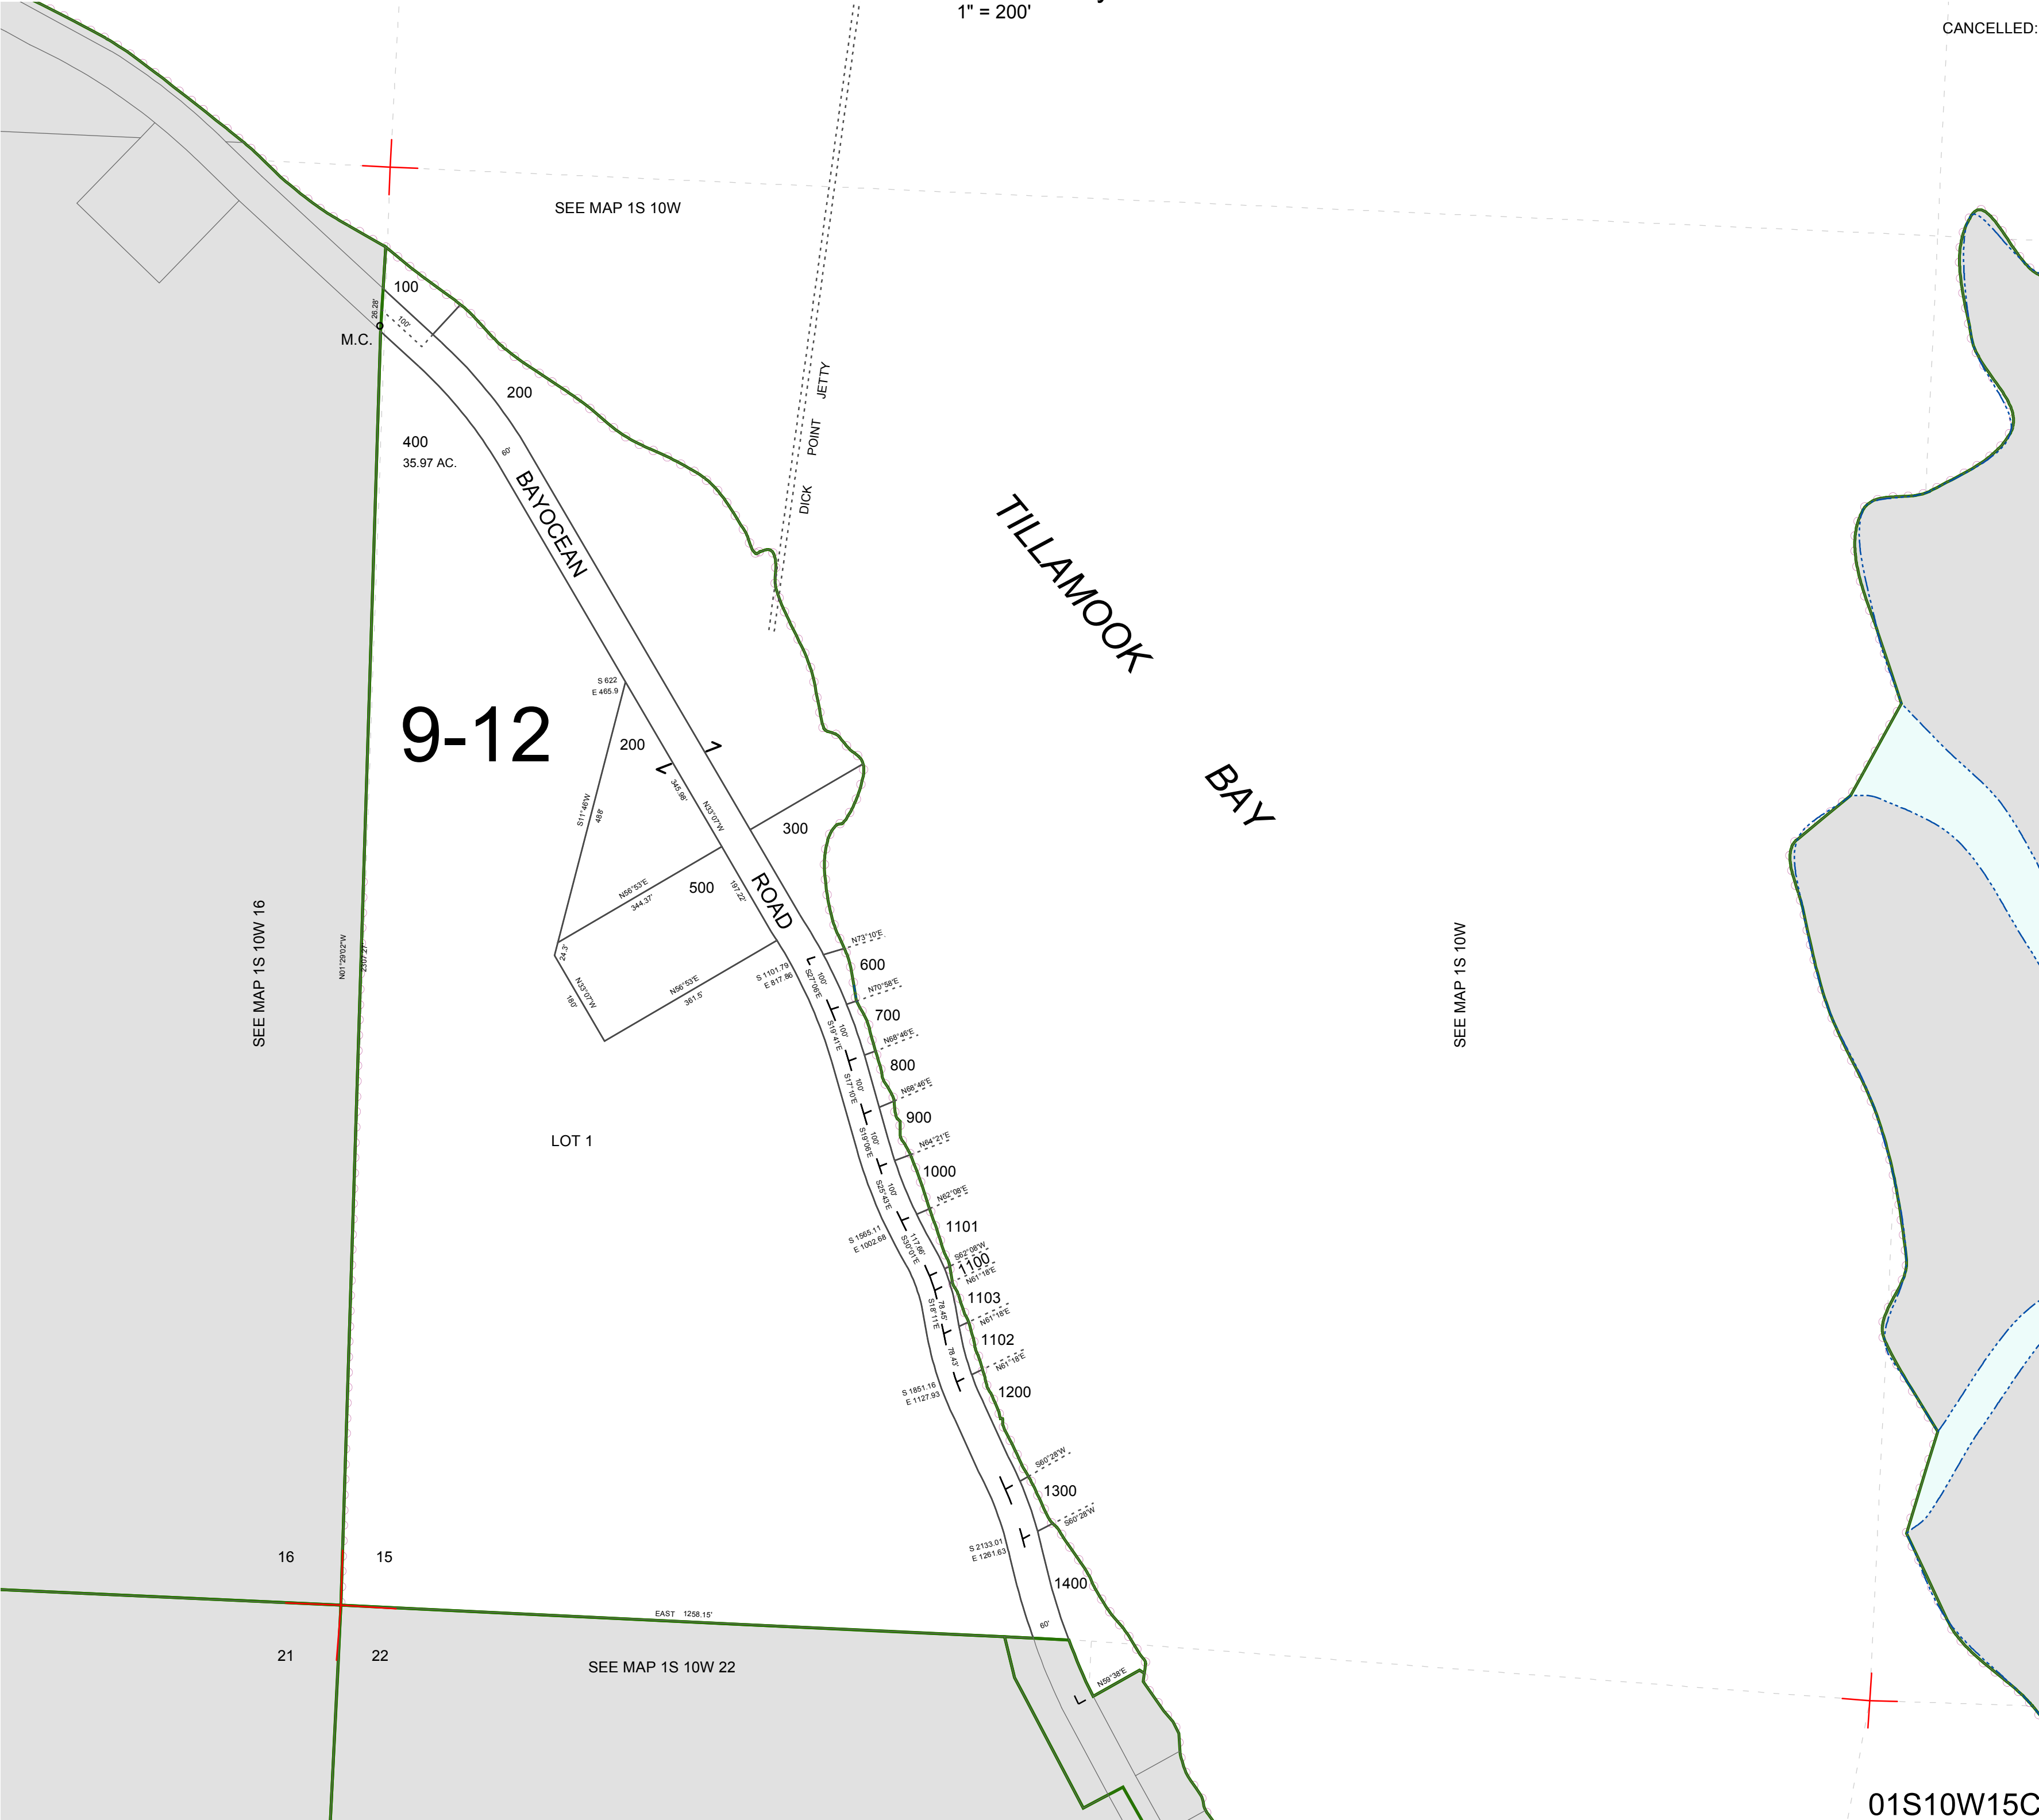 1" = 200'
CANCELLED:
SEE MAP 1S 10W
100
26.28'
100'
M.C.
200
400
35.97 AC.
60'
BAYOCEAN
DICK POINT JETTY
TILLAMOOK
BAY
S 622
E 465.9
9-12
200
1
1
345.98'
N33°07'W
S11°46'W
488'
300
N56°53'E
344.37'
500
197.22'
ROAD
24.3'
N33°07'W
180'
N56°53'E
361.5'
S 1101.79
E 817.86
SEE MAP 1S 10W 16
N01°29'02"W
2307.27'
SEE MAP 1S 10W
N73°10'E
600
100'
S27°06'E
N70°58'E
700
100'
S19°41'E
N68°46'E
800
100'
S17°10'E
N68°46'E
900
100'
S19°06'E
N64°21'E
1000
100'
S25°43'E
N62°08'E
1101
117.66'
S30°01'E
S 1565.11
E 1002.68
S62°08'W
1100
N61°18'E
1103
78.45'
S18°11'E
N61°18'E
1102
78.43'
N61°18'E
1200
S 1851.16
E 1127.93
LOT 1
S60°28'W
1300
S60°28'W
S 2133.01
E 1261.63
1400
16
15
EAST 1258.15'
60'
21
22
SEE MAP 1S 10W 22
N59°38'E
01S10W15C